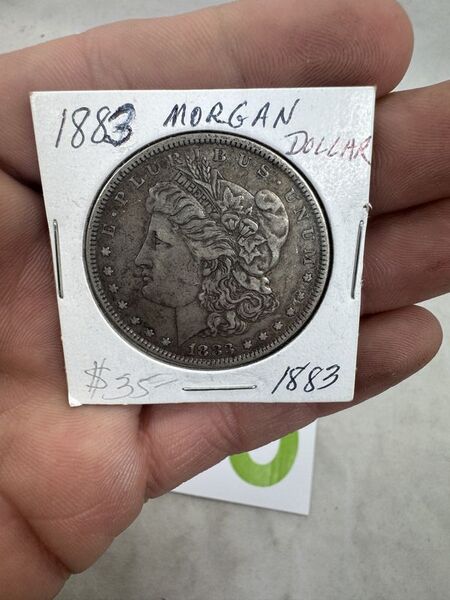 1883 MORGAN DOLLAR
E·PLURIBUS·UNUM
LIBERTY
1883
$35-
1883